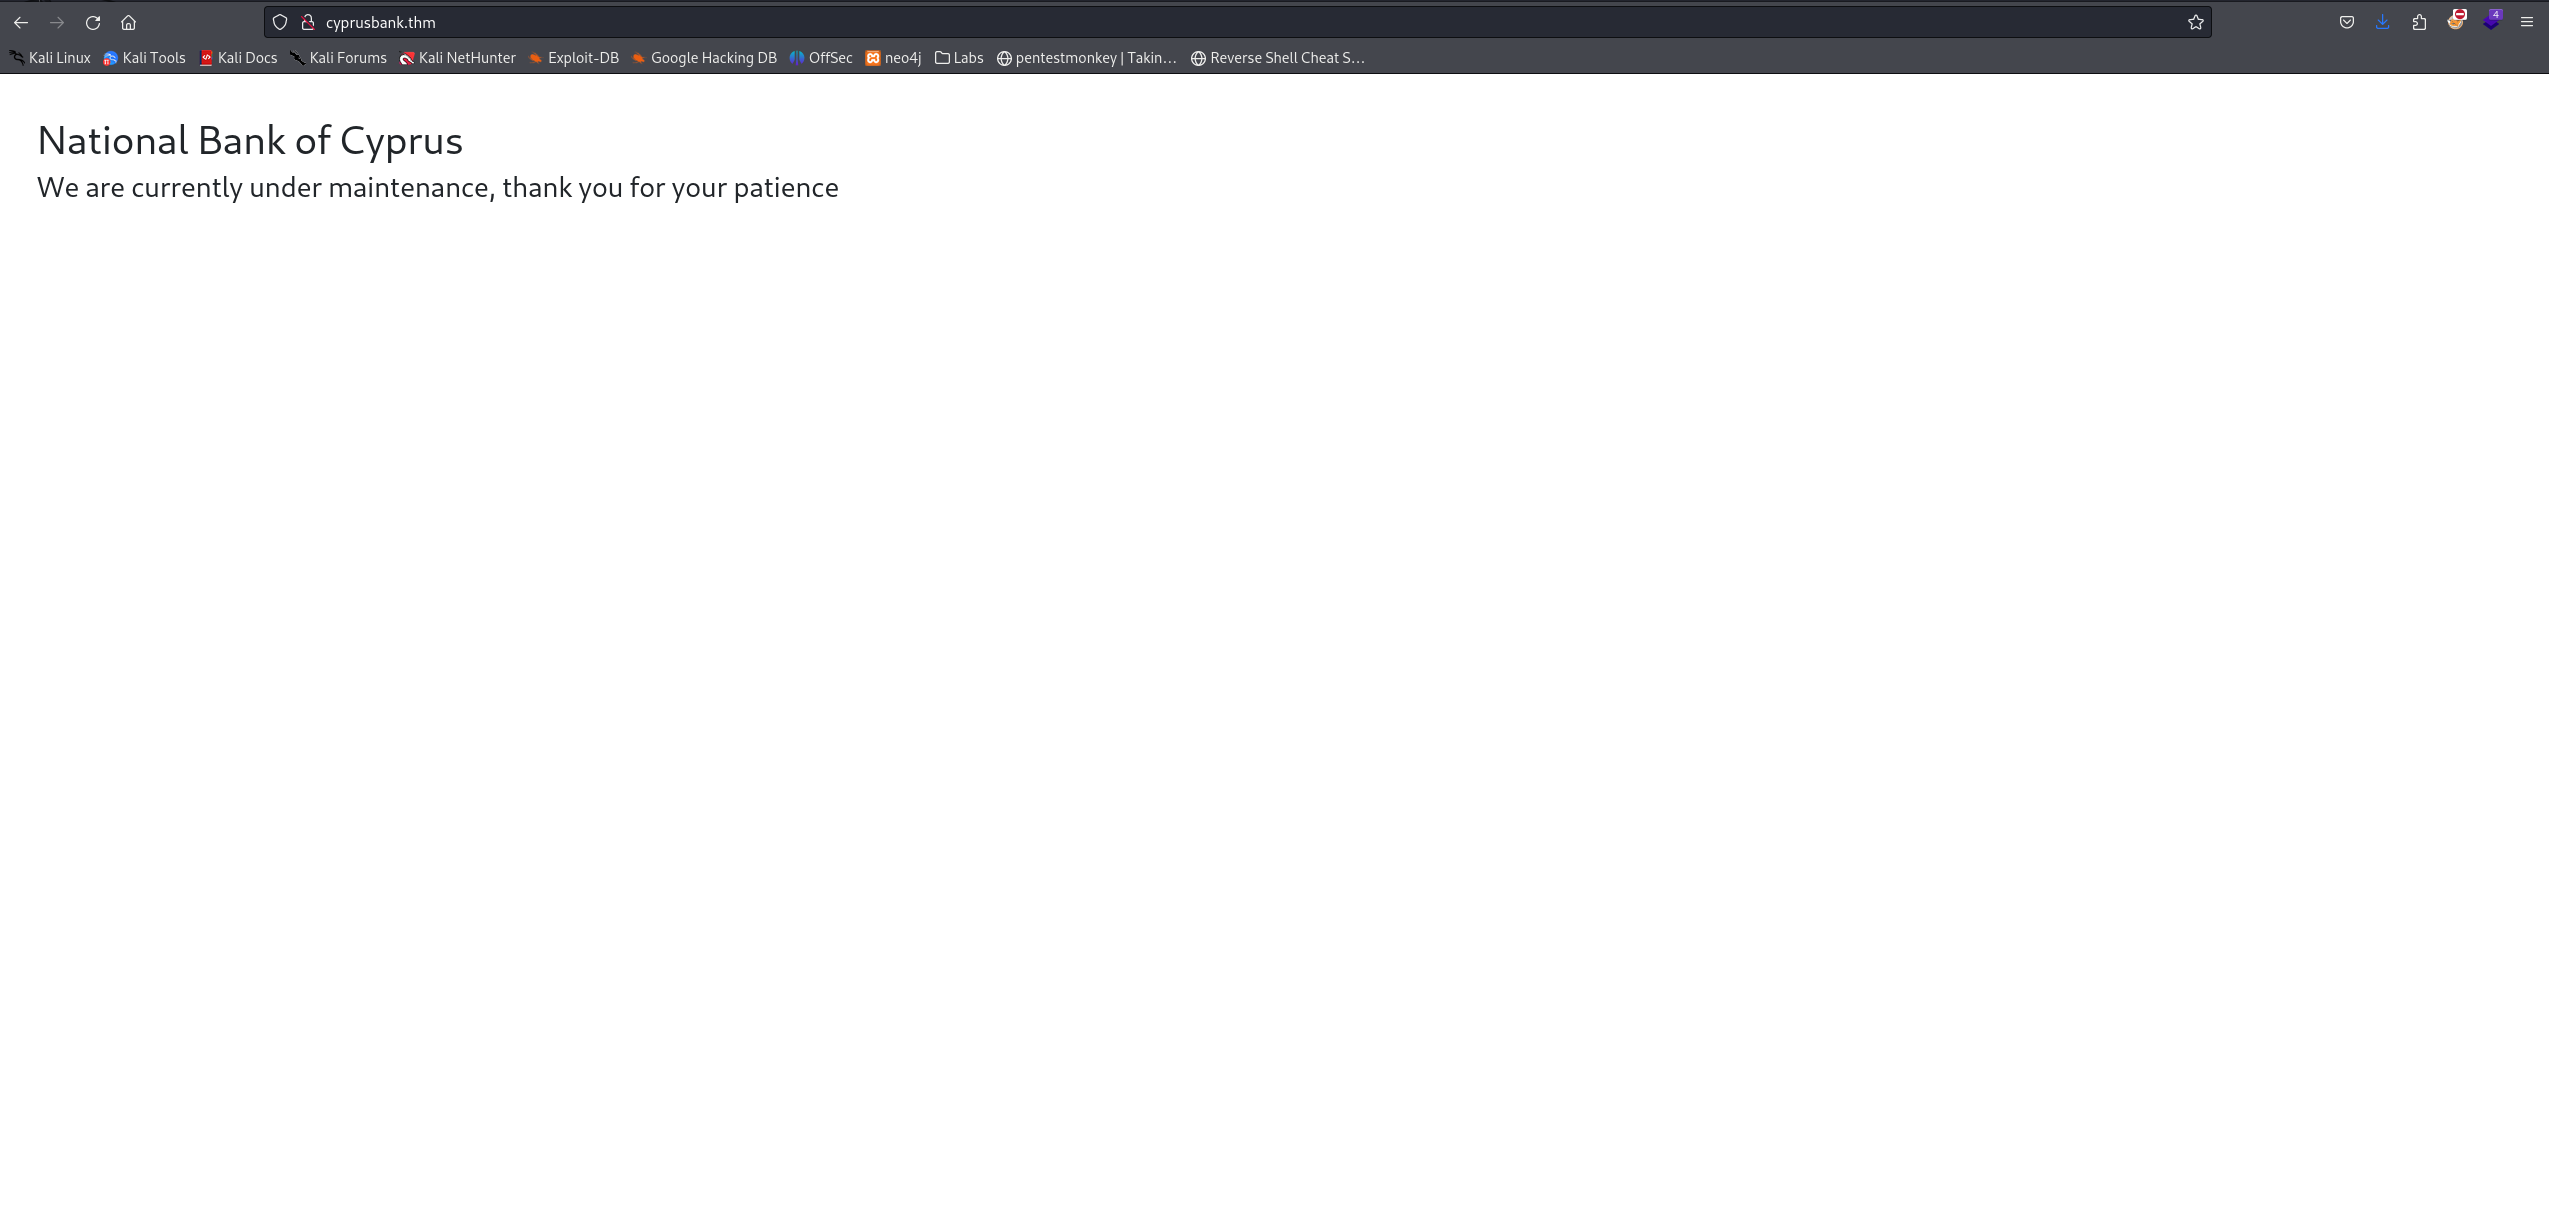 cyprusbank.thm
4
Kali Linux Kali Tools Kali Docs Kali Forums Kali NetHunter Exploit-DB Google Hacking DB OffSec neo4j Labs pentestmonkey | Takin… Reverse Shell Cheat S…
National Bank of Cyprus
We are currently under maintenance, thank you for your patience